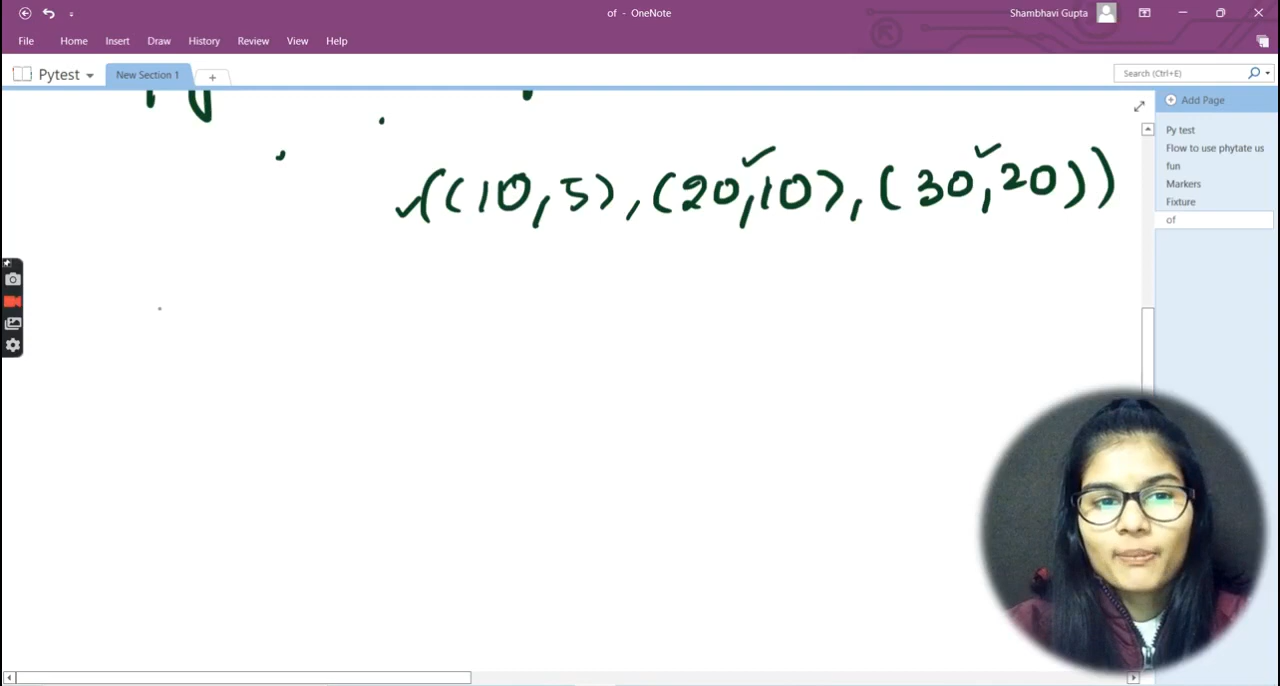 of - OneNote
Shambhavi Gupta
File Home Insert Draw History Review View Help
Pytest
New Section 1
Search (Ctrl+E)
Add Page
Py test
Flow to use phytate us
fun
Markers
Fixture
of
((10,5),(20,10),(30,20))